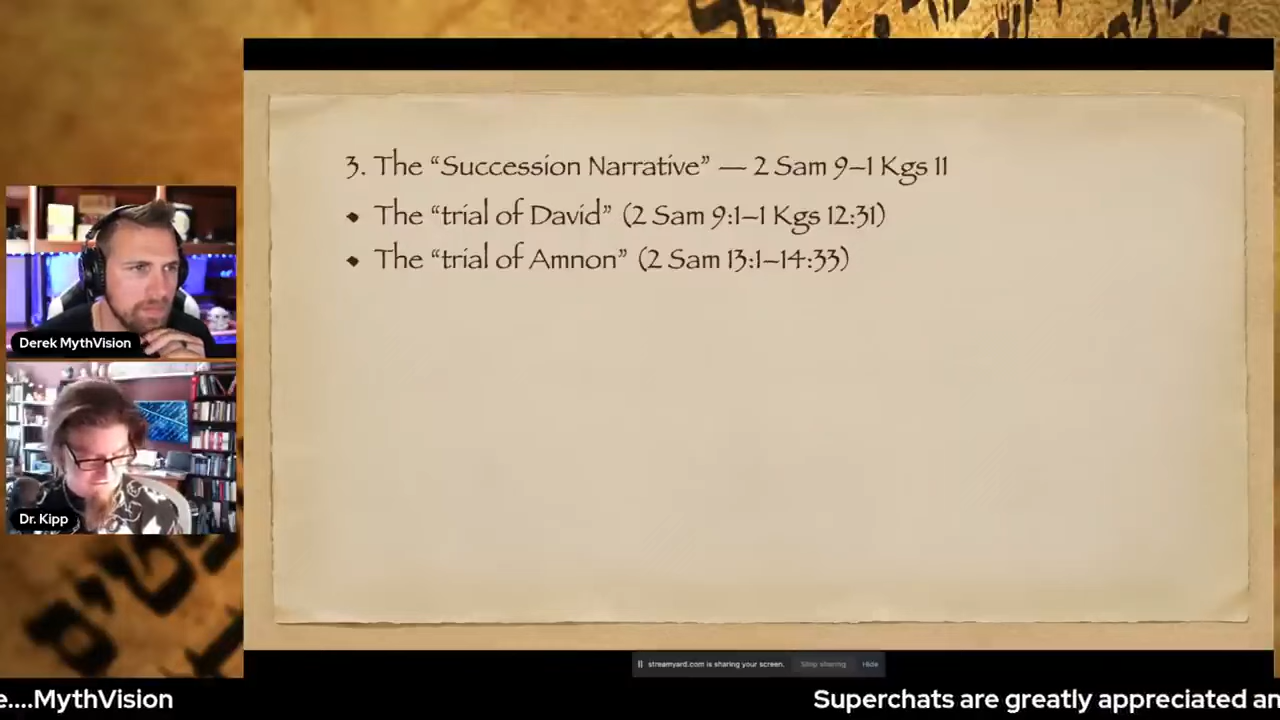 3. The “Succession Narrative” — 2 Sam 9–1 Kgs 11
The “trial of David” (2 Sam 9:1–1 Kgs 12:31)
The “trial of Amnon” (2 Sam 13:1–14:33)
Derek MythVision
Dr. Kipp
streamyard.com is sharing your screen. Stop sharing Hide
e....MythVision
Superchats are greatly appreciated an